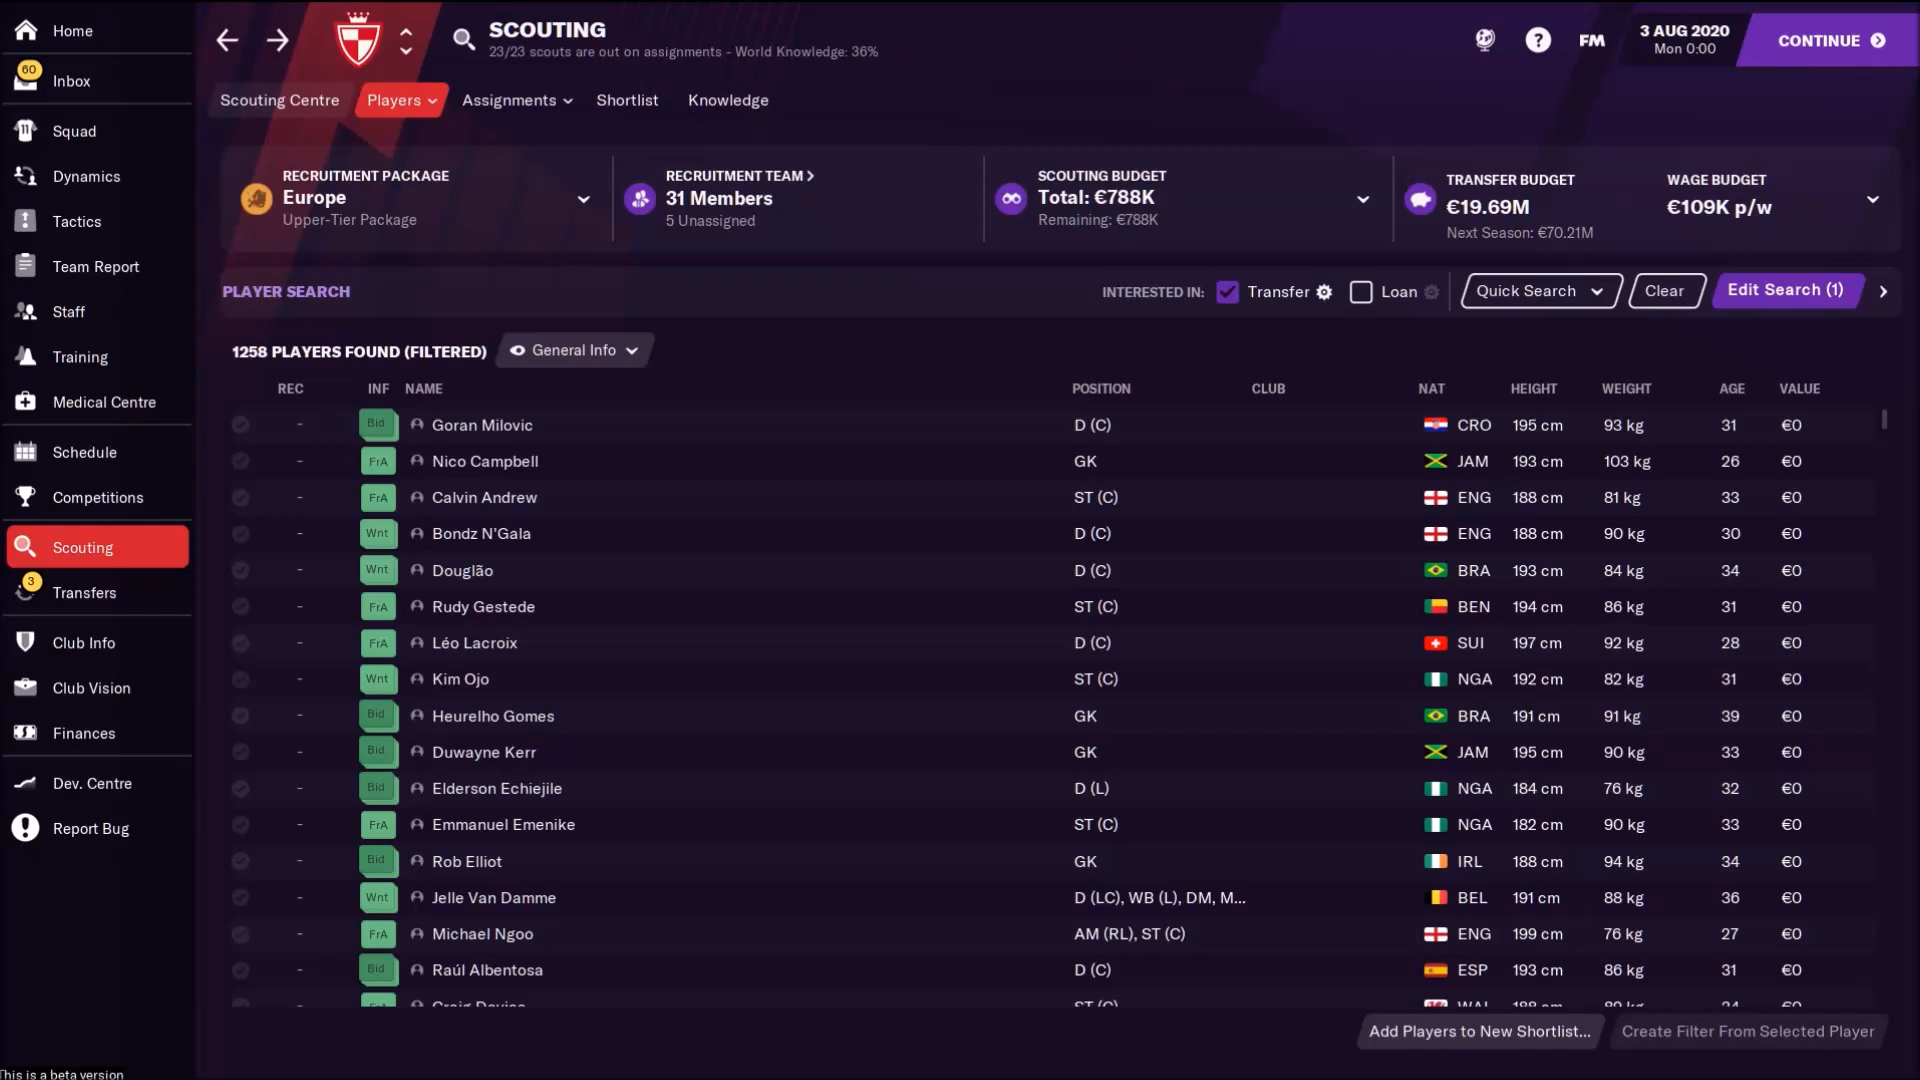 Home
60
Inbox
Squad
Dynamics
Tactics
Team Report
Staff
Training
Medical Centre
Schedule
Competitions
Scouting
3
Transfers
Club Info
Club Vision
Finances
Dev. Centre
Report Bug
This is a beta version
SCOUTING
23/23 scouts are out on assignments - World Knowledge: 36%
FM
3 AUG 2020
Mon 0:00
CONTINUE
Scouting Centre Players Assignments Shortlist Knowledge
RECRUITMENT PACKAGE
Europe
Upper-Tier Package
RECRUITMENT TEAM
31 Members
5 Unassigned
SCOUTING BUDGET
Total: €788K
Remaining: €788K
TRANSFER BUDGET
€19.69M
Next Season: €70.21M
WAGE BUDGET
€109K p/w
PLAYER SEARCH
INTERESTED IN: Transfer Loan Quick Search Clear Edit Search (1)
1258 PLAYERS FOUND (FILTERED) General Info
REC INF NAME POSITION CLUB NAT HEIGHT WEIGHT AGE VALUE
- Bid Goran Milovic D (C) CRO 195 cm 93 kg 31 €0
- FrA Nico Campbell GK JAM 193 cm 103 kg 26 €0
- FrA Calvin Andrew ST (C) ENG 188 cm 81 kg 33 €0
- Wnt Bondz N'Gala D (C) ENG 188 cm 90 kg 30 €0
- Wnt Douglão D (C) BRA 193 cm 84 kg 34 €0
- FrA Rudy Gestede ST (C) BEN 194 cm 86 kg 31 €0
- FrA Léo Lacroix D (C) SUI 197 cm 92 kg 28 €0
- Wnt Kim Ojo ST (C) NGA 192 cm 82 kg 31 €0
- Bid Heurelho Gomes GK BRA 191 cm 91 kg 39 €0
- Bid Duwayne Kerr GK JAM 195 cm 90 kg 33 €0
- Bid Elderson Echiejile D (L) NGA 184 cm 76 kg 32 €0
- FrA Emmanuel Emenike ST (C) NGA 182 cm 90 kg 33 €0
- Bid Rob Elliot GK IRL 188 cm 94 kg 34 €0
- Wnt Jelle Van Damme D (LC), WB (L), DM, M... BEL 191 cm 88 kg 36 €0
- FrA Michael Ngoo AM (RL), ST (C) ENG 199 cm 76 kg 27 €0
- Bid Raúl Albentosa D (C) ESP 193 cm 86 kg 31 €0
Add Players to New Shortlist... Create Filter From Selected Player